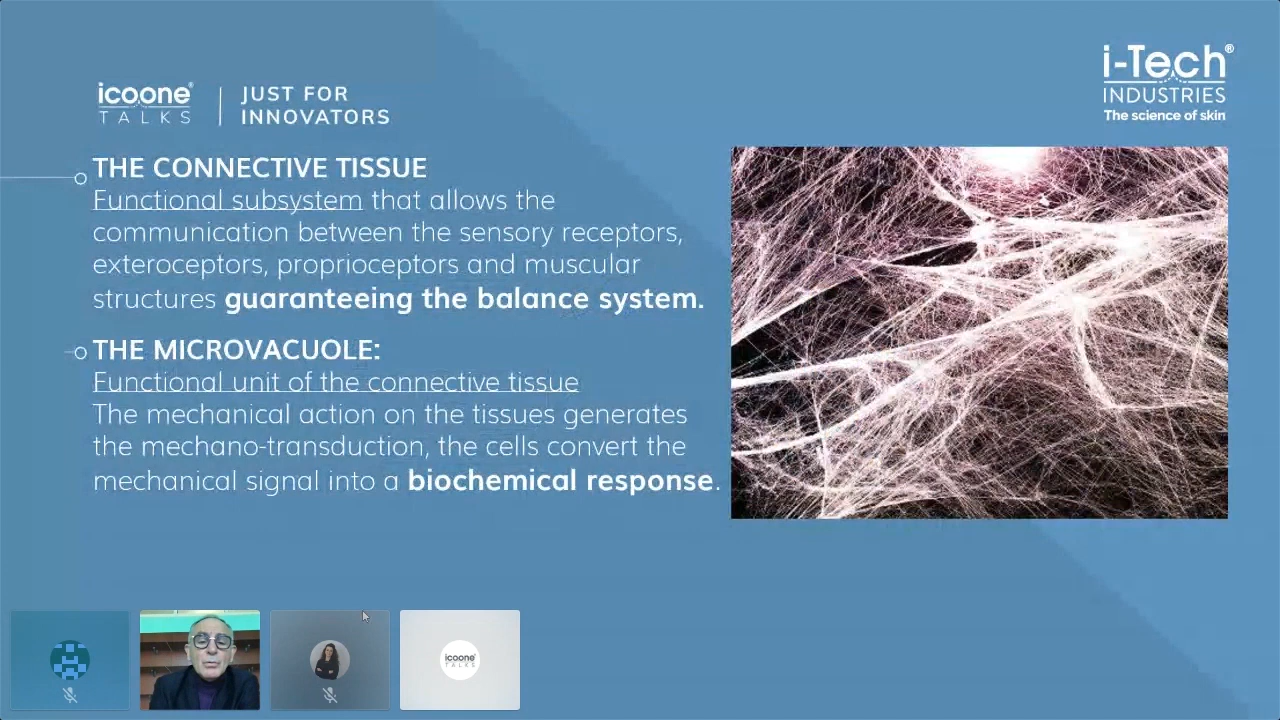 icoone®
TALKS
JUST FOR
INNOVATORS
i-Tech®
INDUSTRIES
The science of skin
THE CONNECTIVE TISSUE
Functional subsystem that allows the
communication between the sensory receptors,
exteroceptors, proprioceptors and muscular
structures guaranteeing the balance system.
THE MICROVACUOLE:
Functional unit of the connective tissue
The mechanical action on the tissues generates
the mechano-transduction, the cells convert the
mechanical signal into a biochemical response.
icoone®
TALKS